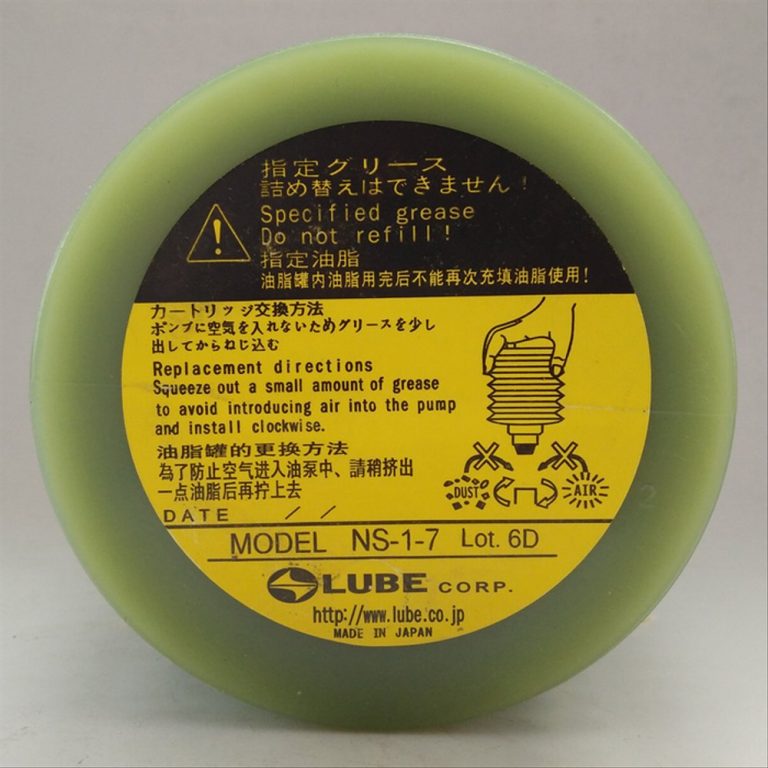 指定グリース
詰め替えはできません!
Specified grease
Do not refill!
指定油脂
油脂罐内油脂用完后不能再次充填油脂使用!
カートリッジ交換方法
ポンプに空気を入れないためグリースを少し
出してからねじ込む
Replacement directions
Squeeze out a small amount of grease
to avoid introducing air into the pump
and install clockwise.
油脂罐的更換方法
為了防止空气进入油泵中、請稍挤出
一点油脂后再拧上去
DUST
AIR
DATE / /
MODEL NS-1-7 Lot. 6D
LUBE CORP.
http://www.lube.co.jp
MADE IN JAPAN
2